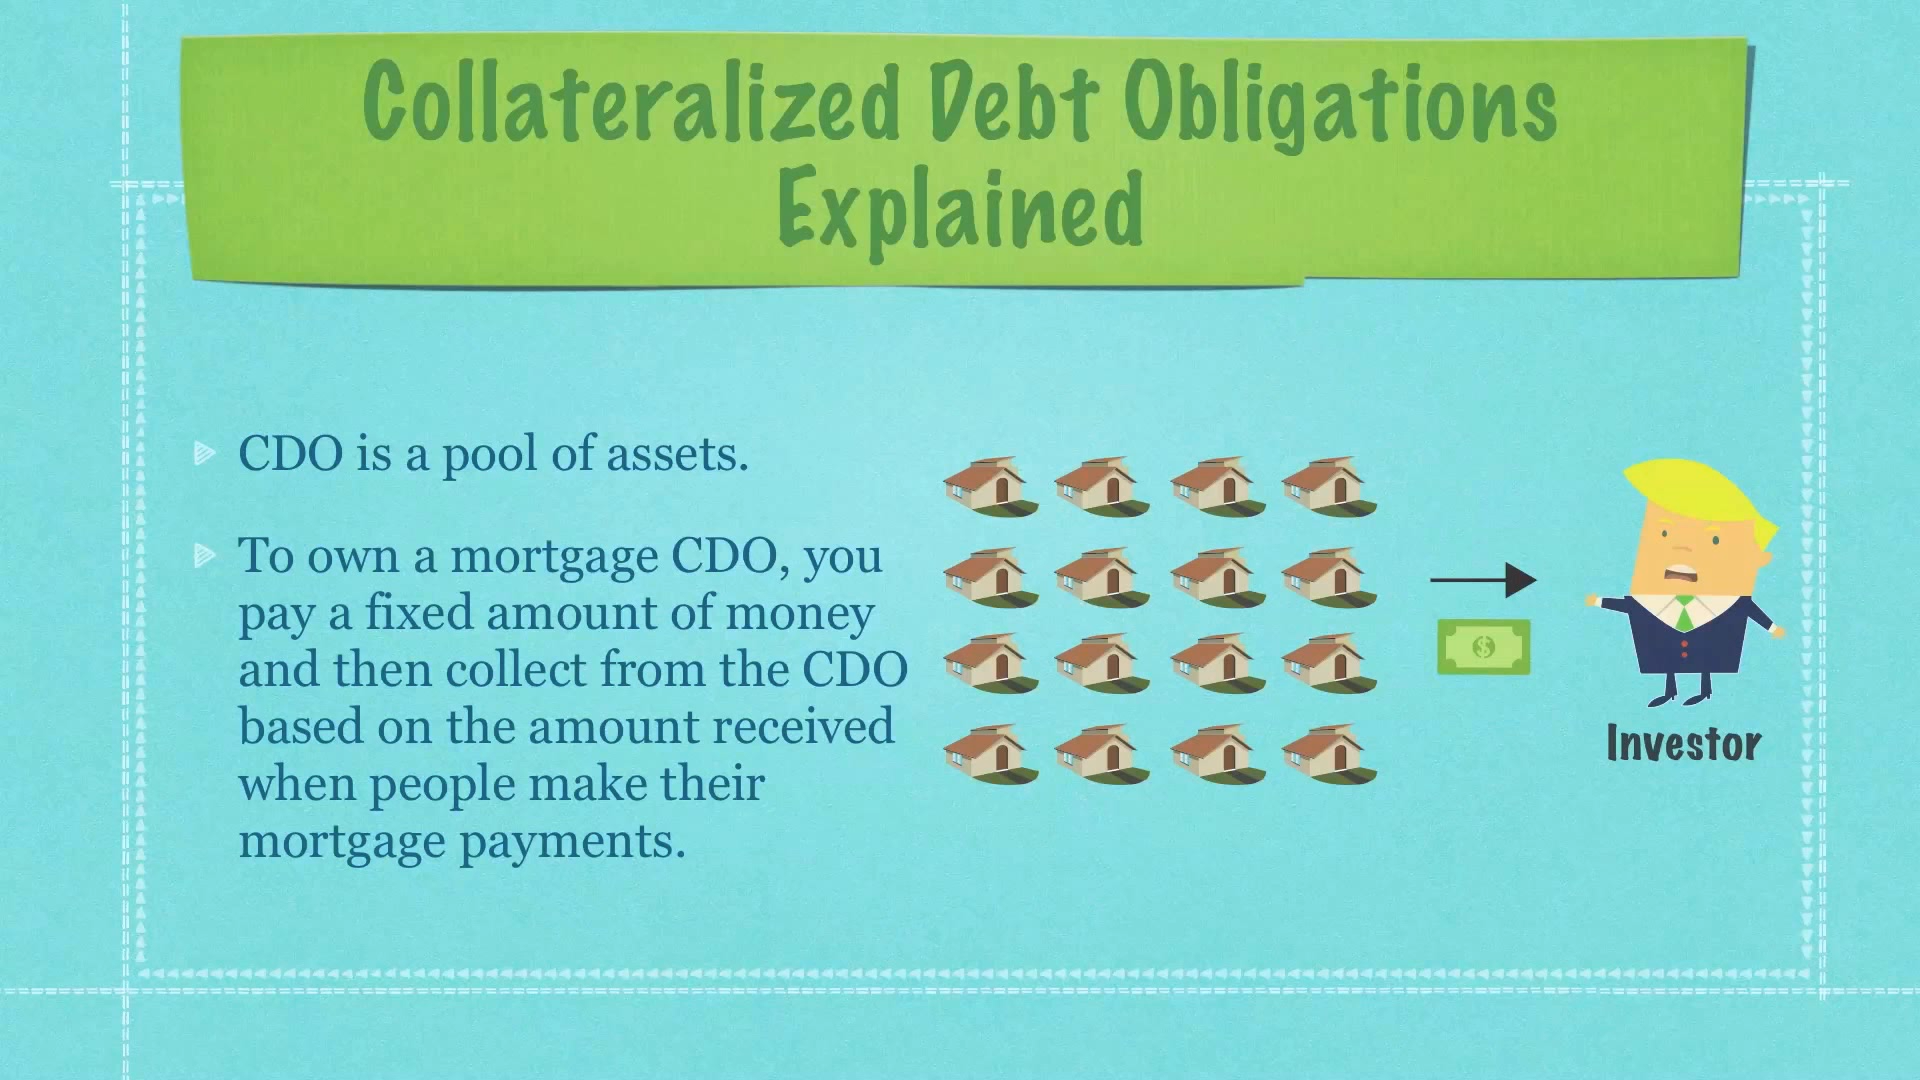 Collateralized Debt Obligations
Explained
CDO is a pool of assets.
To own a mortgage CDO, you
pay a fixed amount of money
and then collect from the CDO
based on the amount received
when people make their
mortgage payments.
$
Investor